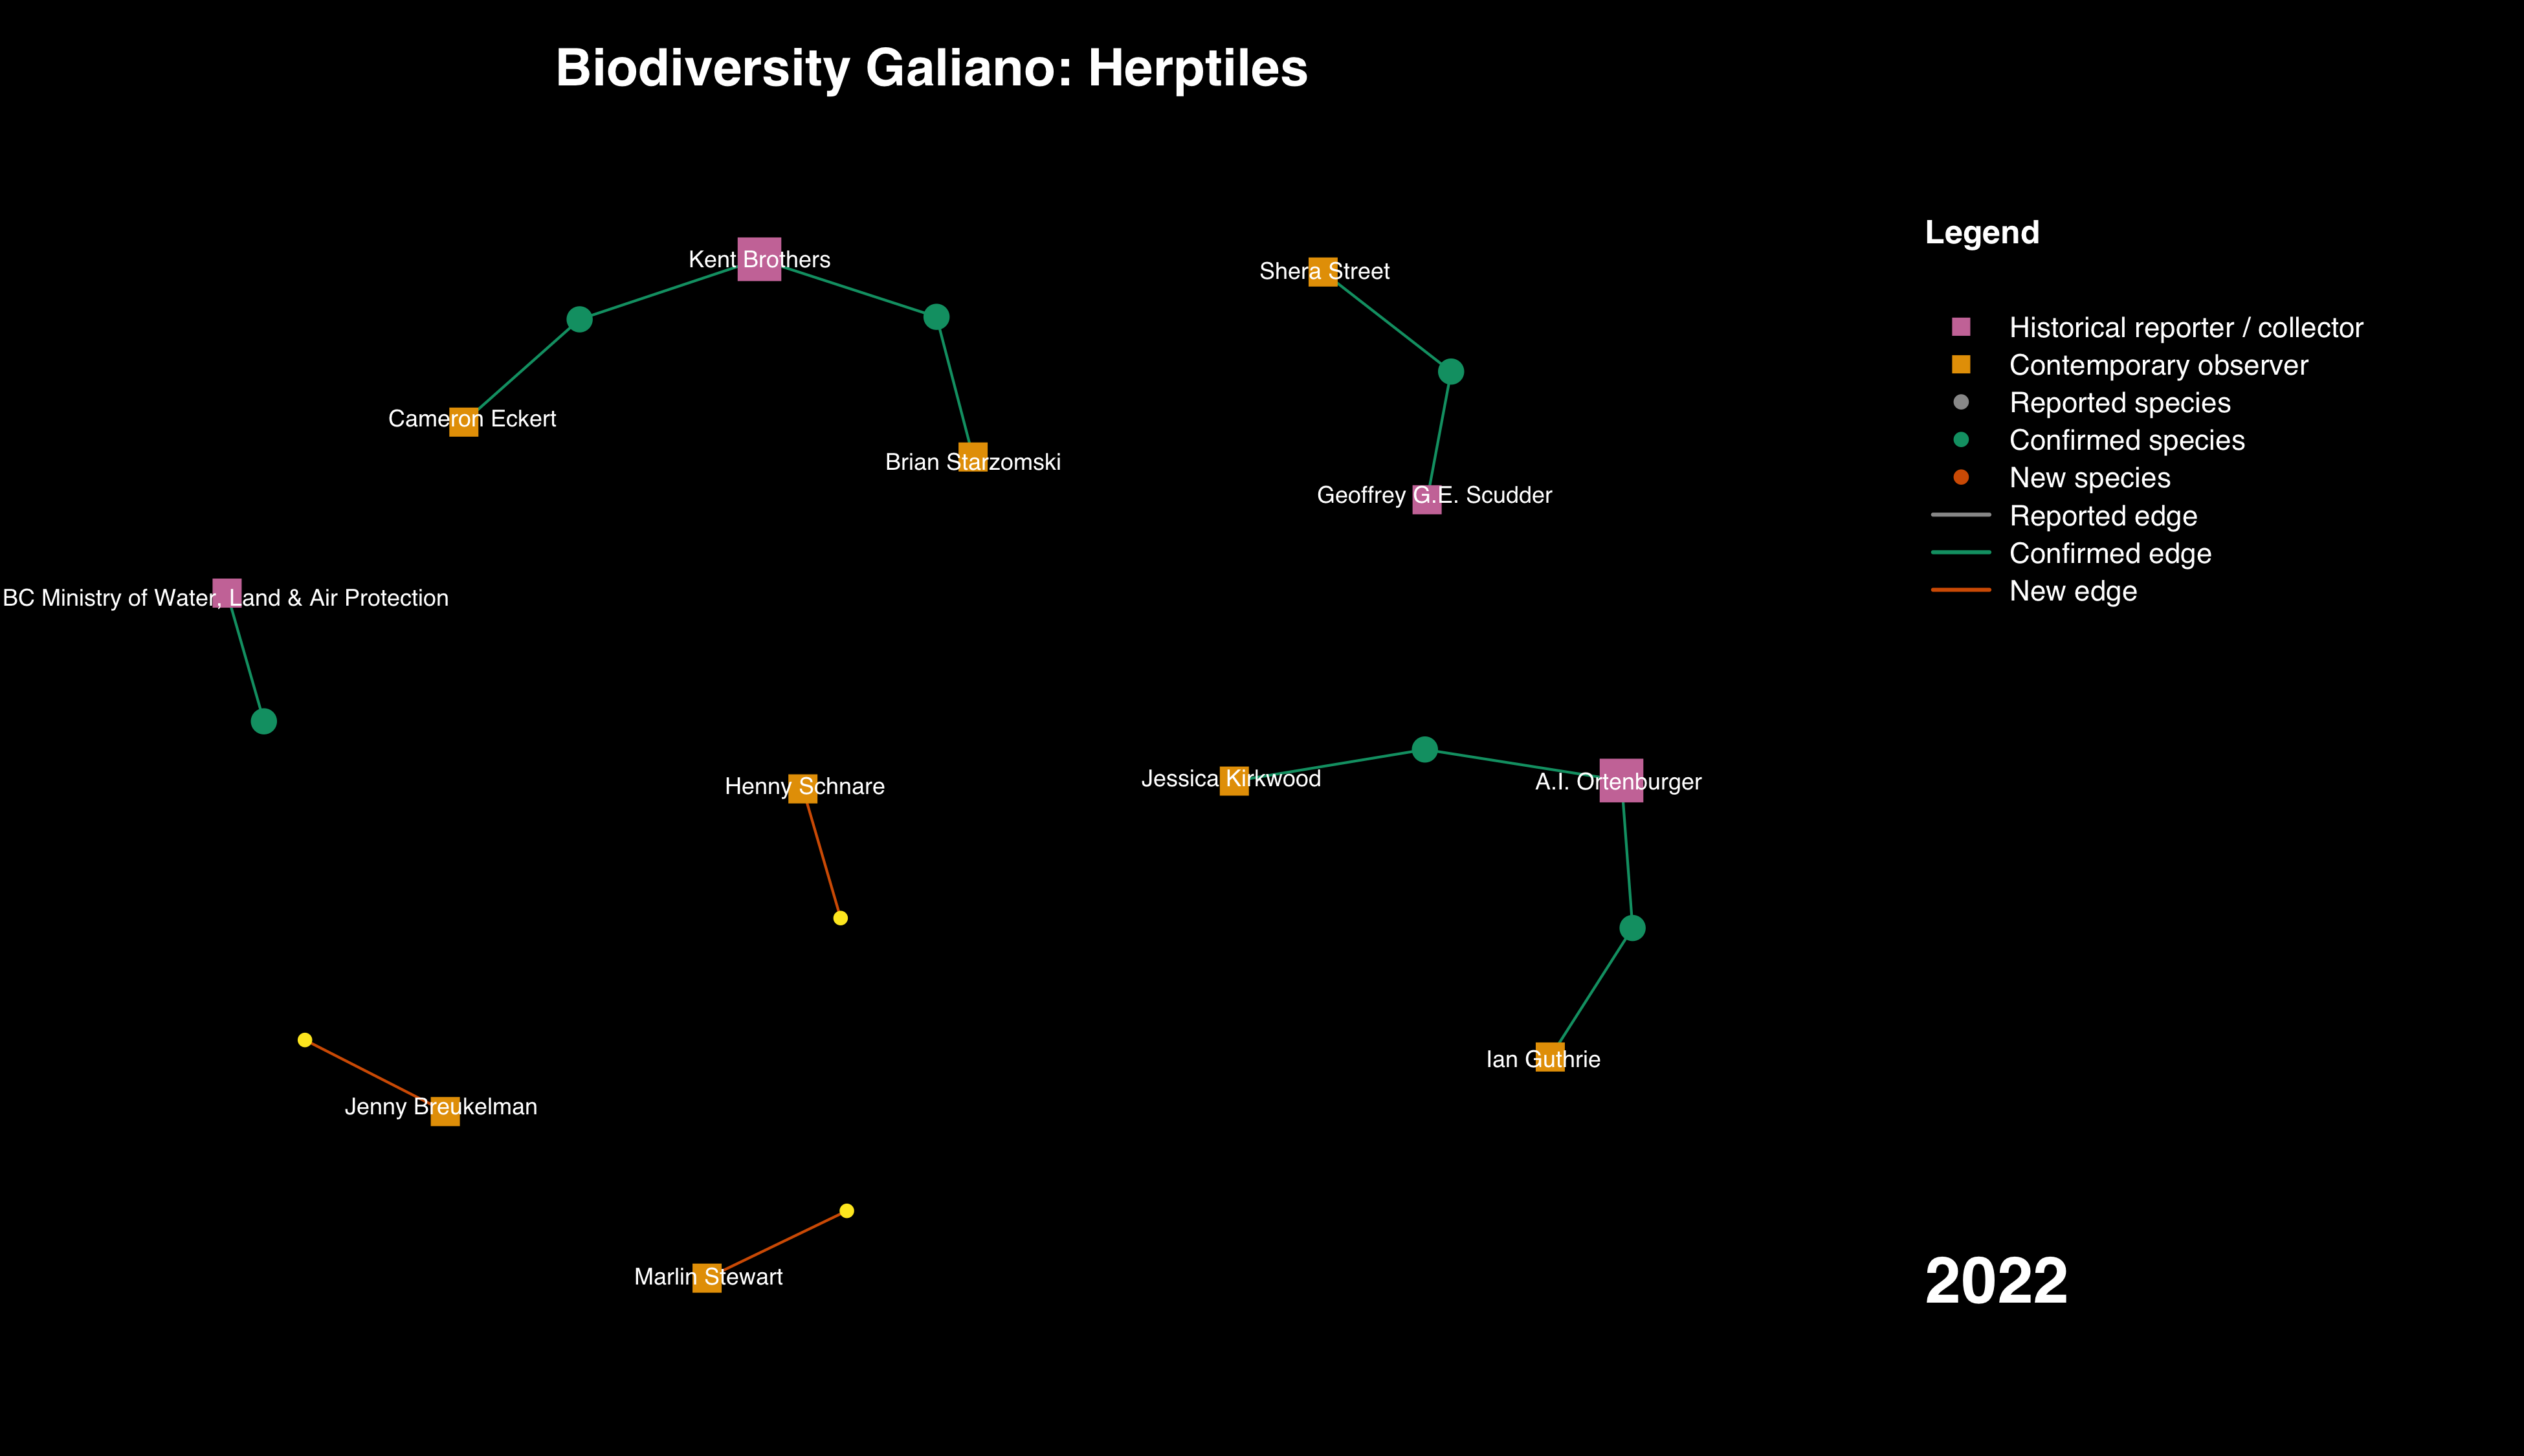 Biodiversity Galiano: Herptiles
Kent Brothers
Shera Street
Cameron Eckert
Brian Starzomski
Geoffrey G.E. Scudder
BC Ministry of Water, Land & Air Protection
Henny Schnare
Jessica Kirkwood
A.I. Ortenburger
Ian Guthrie
Jenny Breukelman
Marlin Stewart
Legend
Historical reporter / collector
Contemporary observer
Reported species
Confirmed species
New species
Reported edge
Confirmed edge
New edge
2022